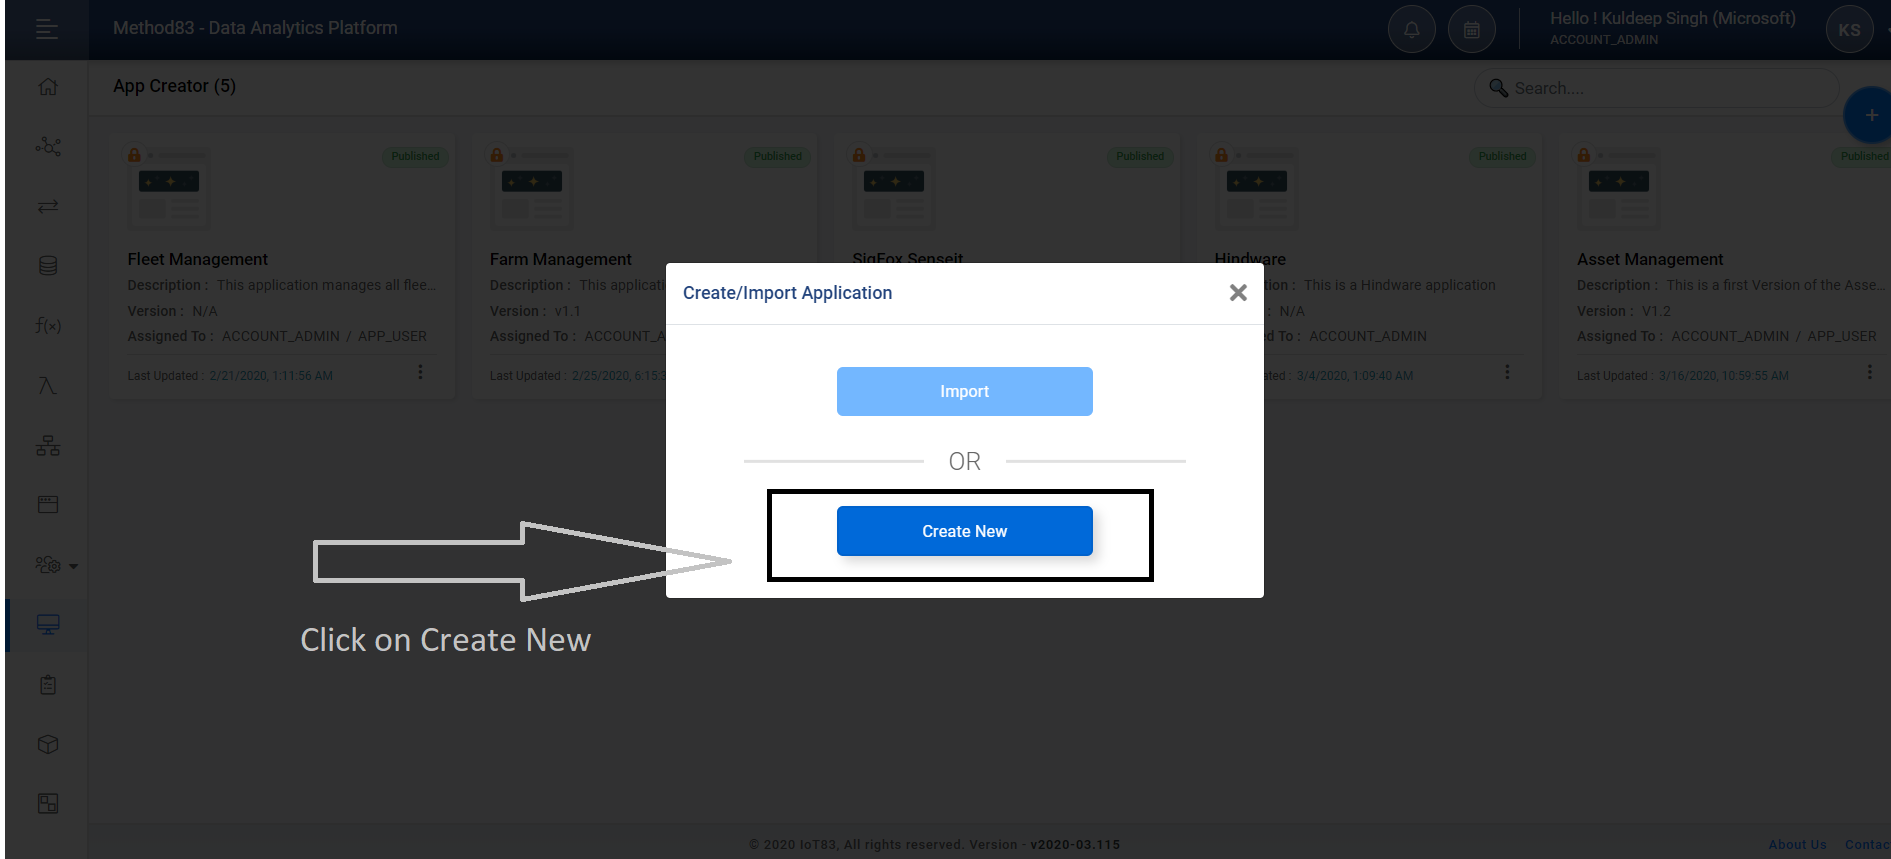 Method83 - Data Analytics Platform
Hello ! Kuldeep Singh (Microsoft)
ACCOUNT_ADMIN
KS
App Creator (5)
Search....
+
Published
Fleet Management
Description : This application manages all flee...
Version : N/A
Assigned To : ACCOUNT_ADMIN / APP_USER
Last Updated : 2/21/2020, 1:11:56 AM
Published
Farm Management
Description : This applicati
Version : v1.1
Assigned To : ACCOUNT_A
Last Updated : 2/25/2020, 6:15:3
Published
SigFox Senseit
Published
Hindware
tion : This is a Hindware application
: N/A
d To : ACCOUNT_ADMIN
ated : 3/4/2020, 1:09:40 AM
Published
Asset Management
Description : This is a first Version of the Asse...
Version : V1.2
Assigned To : ACCOUNT_ADMIN / APP_USER
Last Updated : 3/16/2020, 10:59:55 AM
f(x)
Create/Import Application
Import
OR
Create New
Click on Create New
© 2020 IoT83, All rights reserved. Version - v2020-03.115
About Us Contac